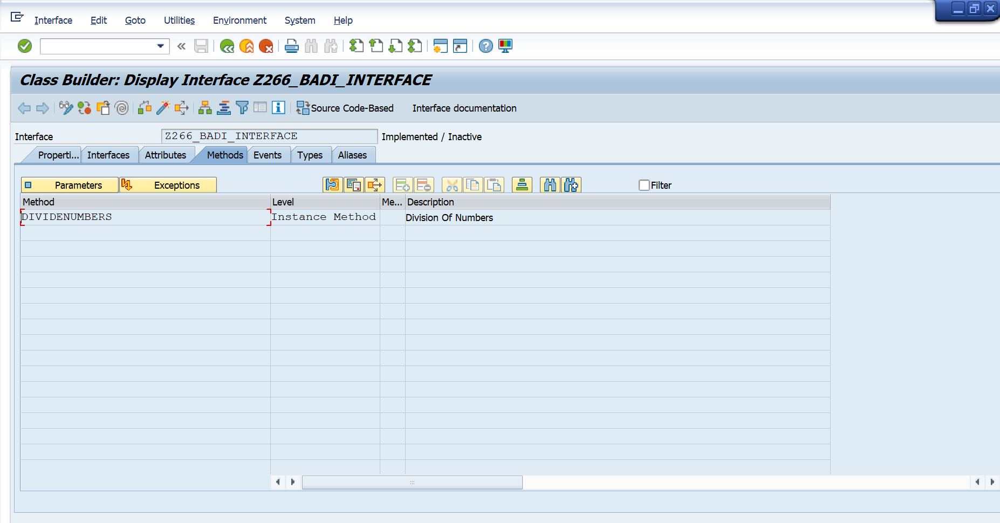 Interface Edit Goto Utilities Environment System Help
Class Builder: Display Interface Z266_BADI_INTERFACE
Source Code-Based Interface documentation
Interface Z266_BADI_INTERFACE Implemented / Inactive
Properti... Interfaces Attributes Methods Events Types Aliases
Parameters Exceptions Filter
Method Level Me... Description
DIVIDENUMBERS Instance Method Division Of Numbers